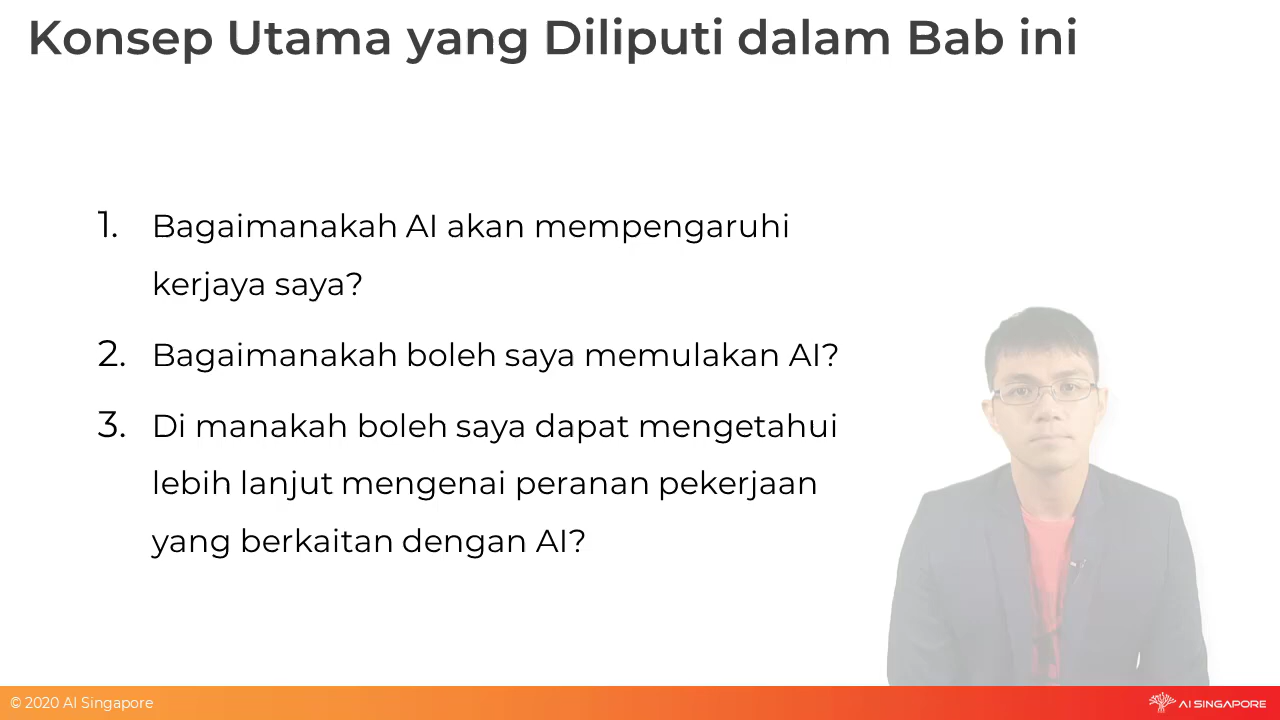 Konsep Utama yang Diliputi dalam Bab ini
1. Bagaimanakah AI akan mempengaruhi
kerjaya saya?
2. Bagaimanakah boleh saya memulakan AI?
3. Di manakah boleh saya dapat mengetahui
lebih lanjut mengenai peranan pekerjaan
yang berkaitan dengan AI?
© 2020 AI Singapore
AI SINGAPORE